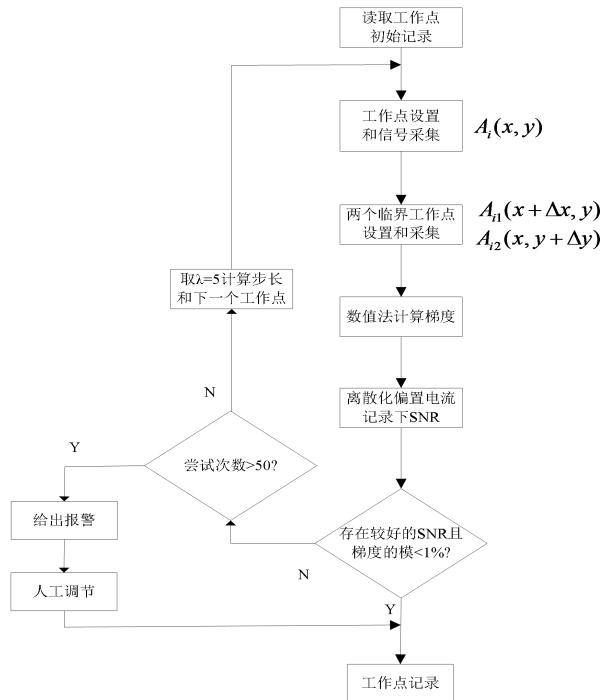 读取工作点
初始记录
工作点设置
和信号采集
A_i(x, y)
两个临界工作点
设置和采集
A_{i1}(x + Δx, y)
A_{i2}(x, y + Δy)
取λ=5计算步长
和下一个工作点
数值法计算梯度
N
离散化偏置电流
记录下SNR
Y
尝试次数>50?
给出报警
存在较好的SNR且
梯度的模<1%?
N
人工调节
Y
工作点记录